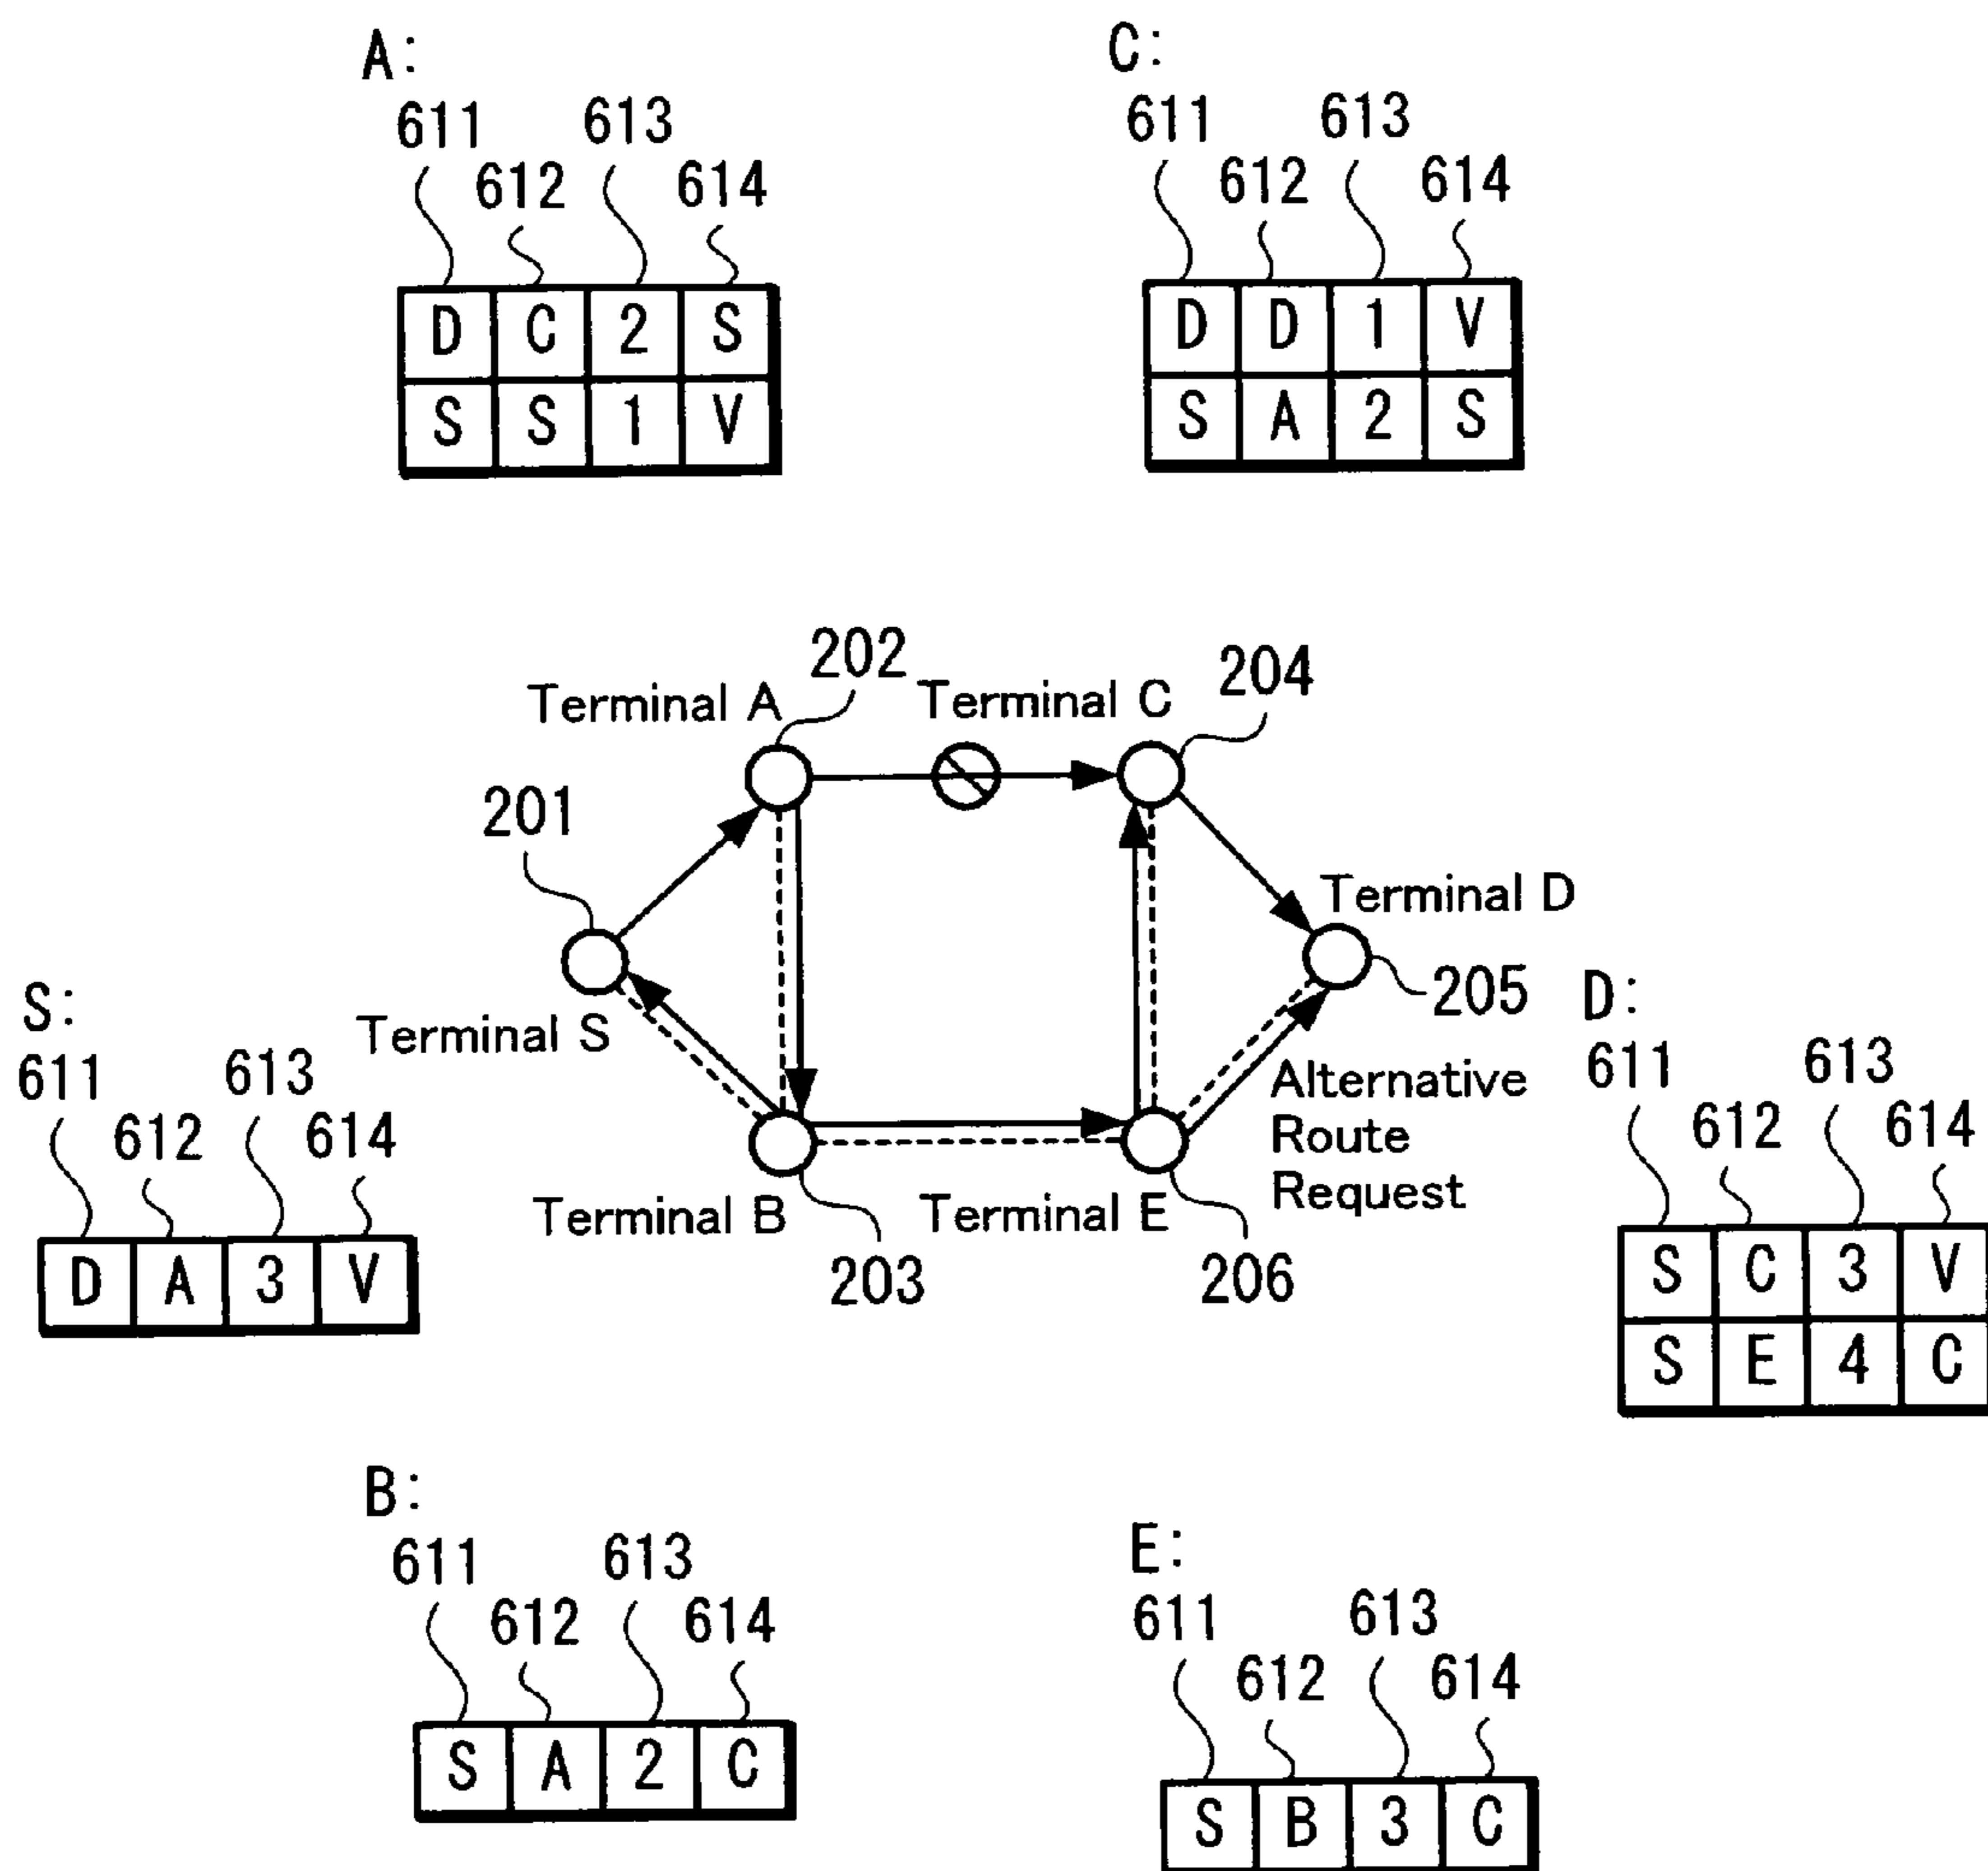 A:
611 613
612 614
D C 2 S
S S 1 V
C:
611 613
612 614
D D 1 V
S A 2 S
202
Terminal A
Terminal C
204
201
Terminal D
205
Terminal S
Alternative
Route
Request
Terminal B
203
Terminal E
206
S:
611 613
612 614
D A 3 V
D:
611 613
612 614
S C 3 V
S E 4 C
B:
611 613
612 614
S A 2 C
E:
611 613
612 614
S B 3 C